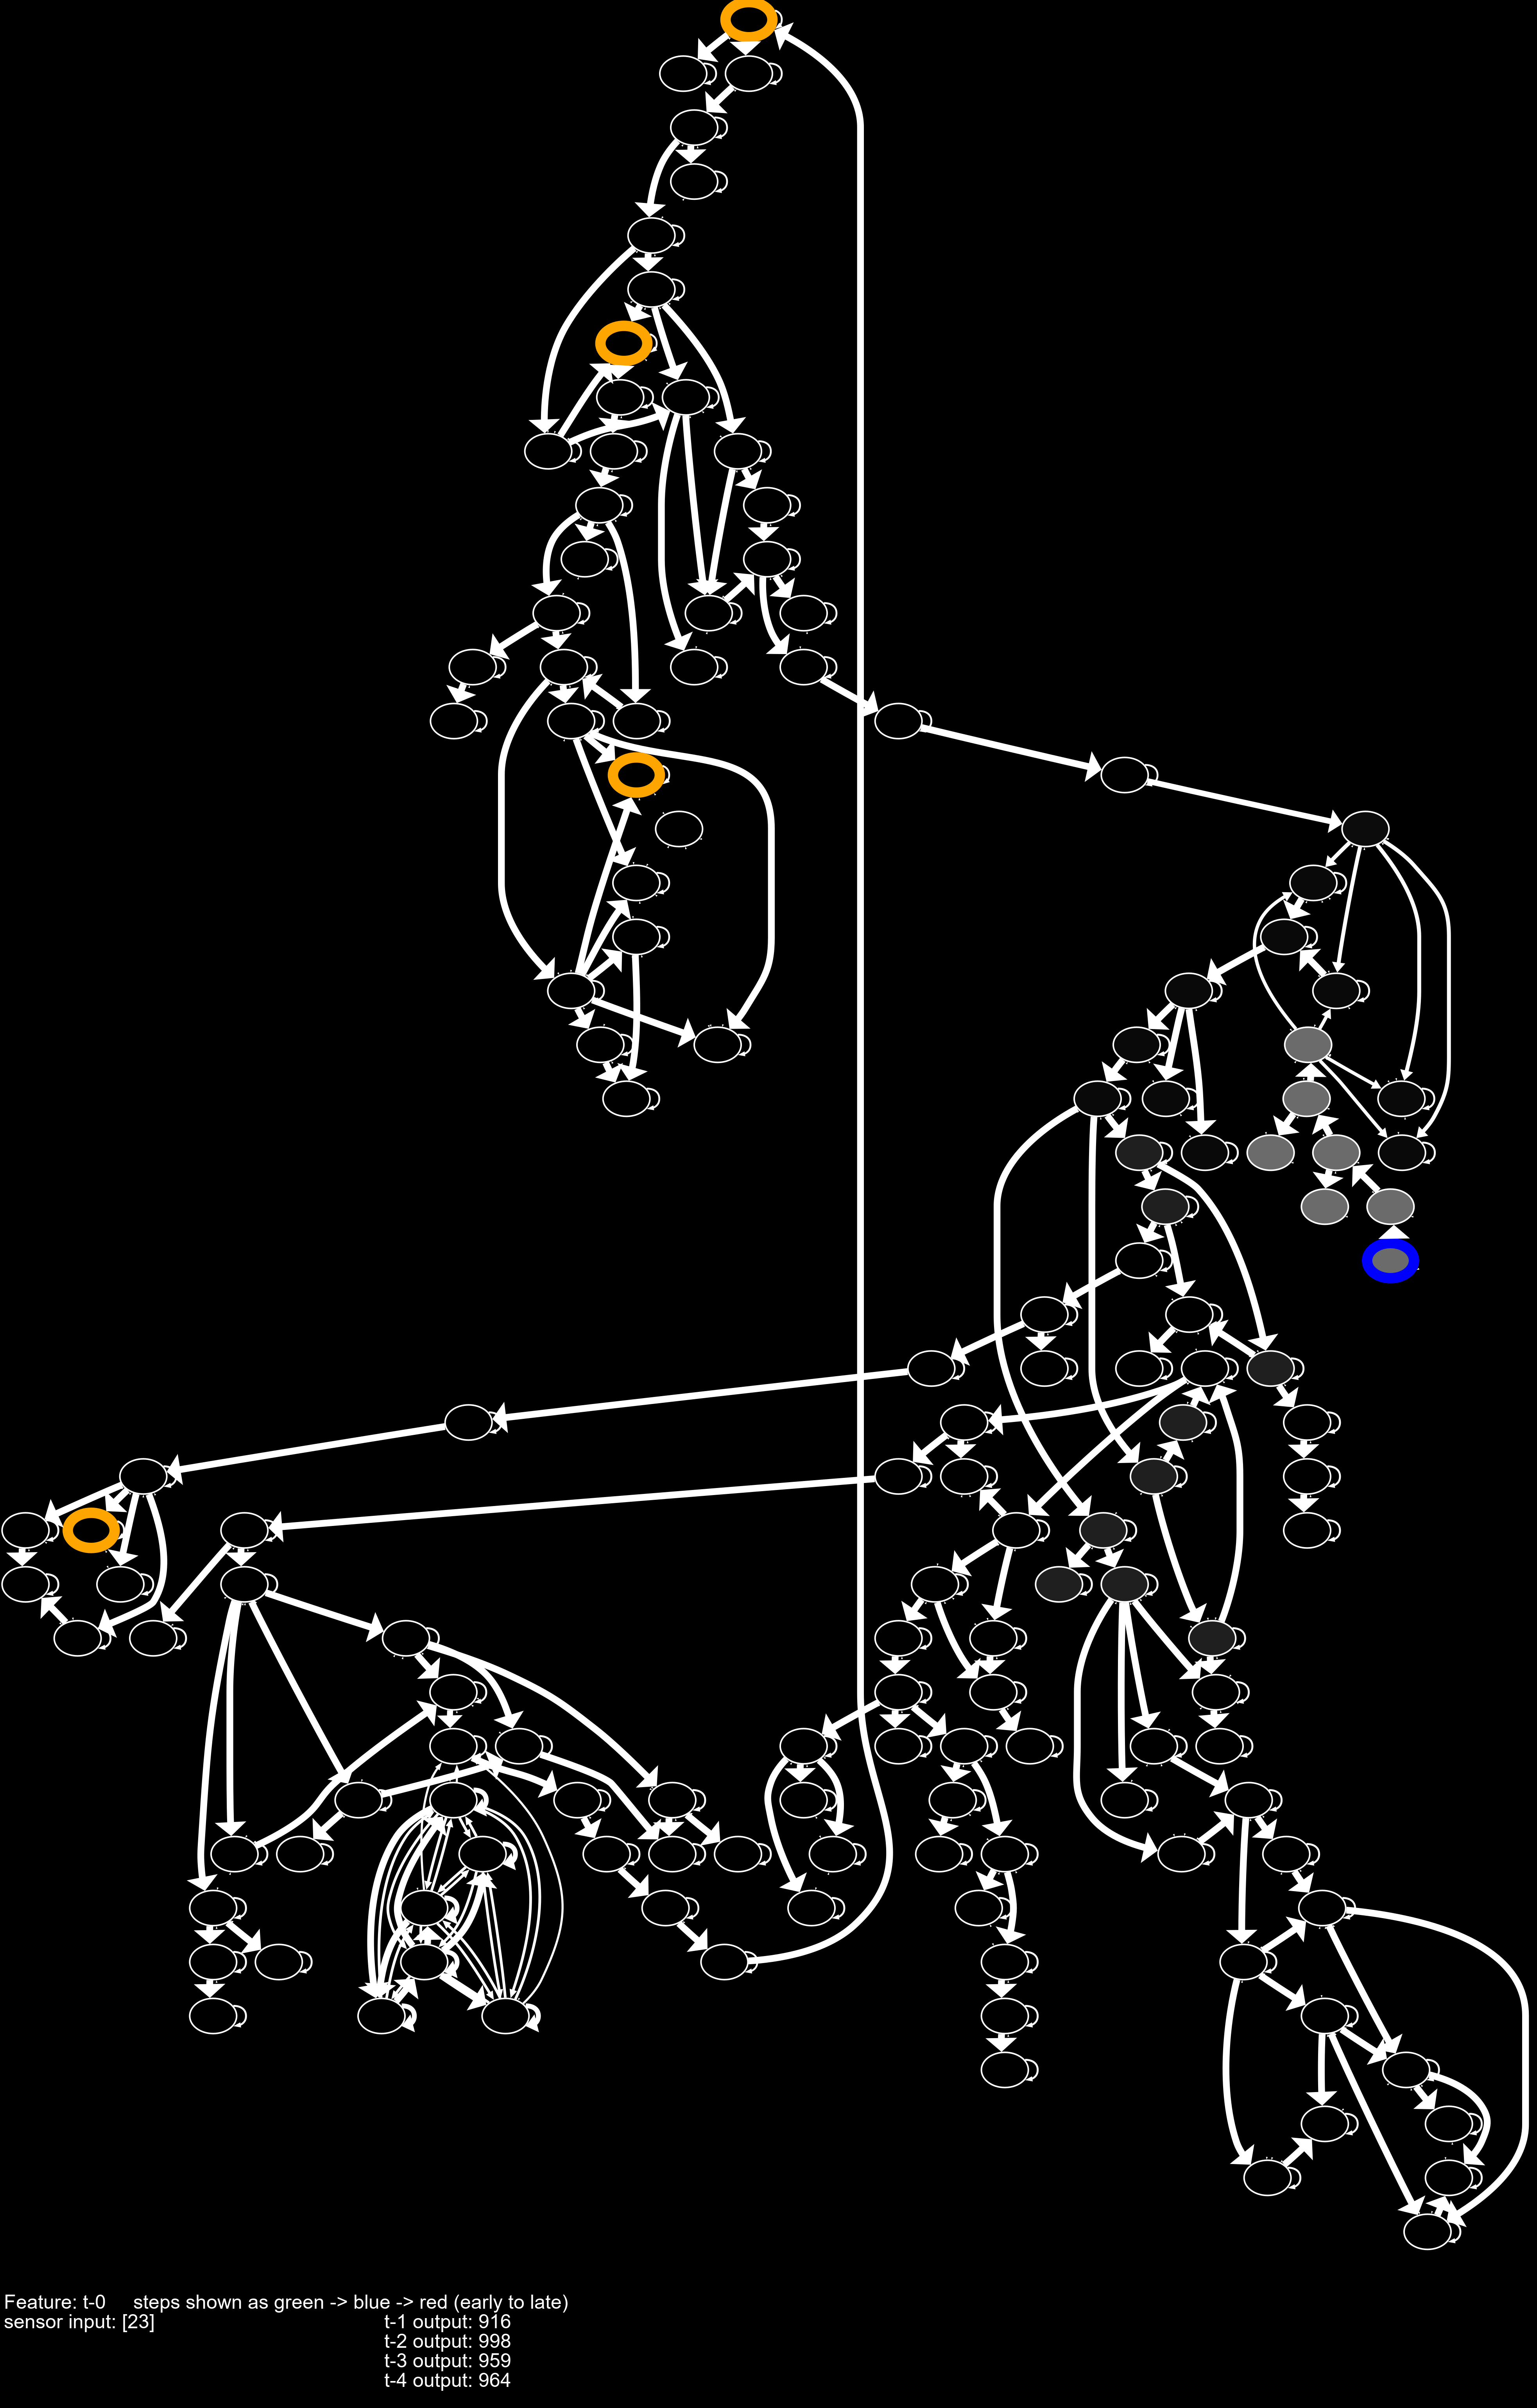 Feature: t-0     steps shown as green -> blue -> red (early to late)
sensor input: [23]     t-1 output: 916
t-2 output: 998
t-3 output: 959
t-4 output: 964